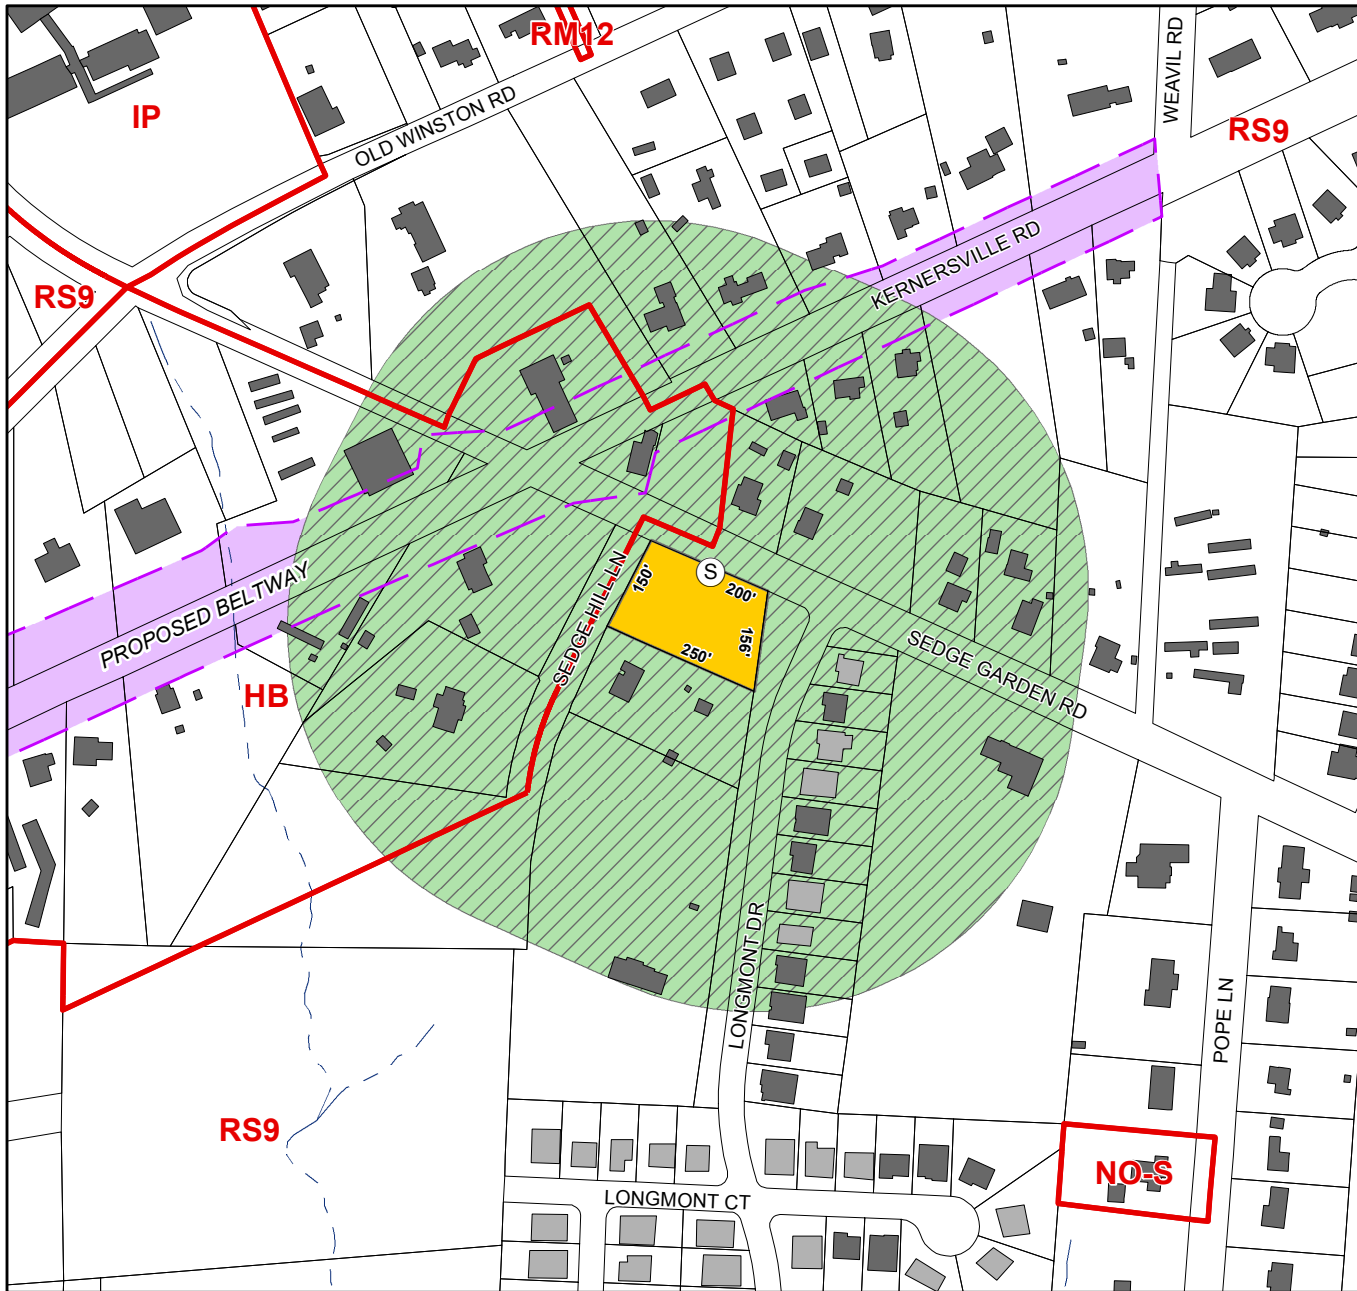 RM12
WEAVIL RD
IP
OLD WINSTON RD
RS9
KERNERSVILLE RD
RS9
PROPOSED BELTWAY
SEDGE HILL LN
150'
S
200'
156'
250'
SEDGE GARDEN RD
HB
LONGMONT DR
POPE LN
RS9
NO-S
LONGMONT CT